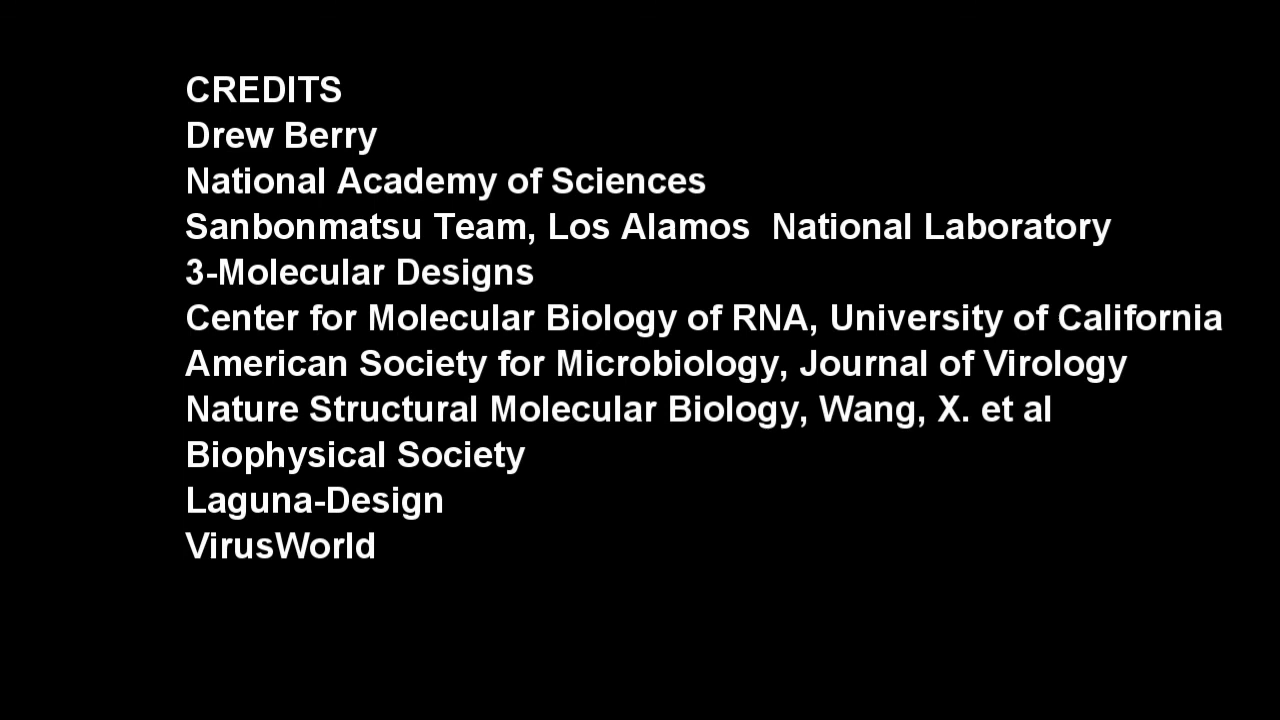 CREDITS
Drew Berry
National Academy of Sciences
Sanbonmatsu Team, Los Alamos  National Laboratory
3-Molecular Designs
Center for Molecular Biology of RNA, University of California
American Society for Microbiology, Journal of Virology
Nature Structural Molecular Biology, Wang, X. et al
Biophysical Society
Laguna-Design
VirusWorld